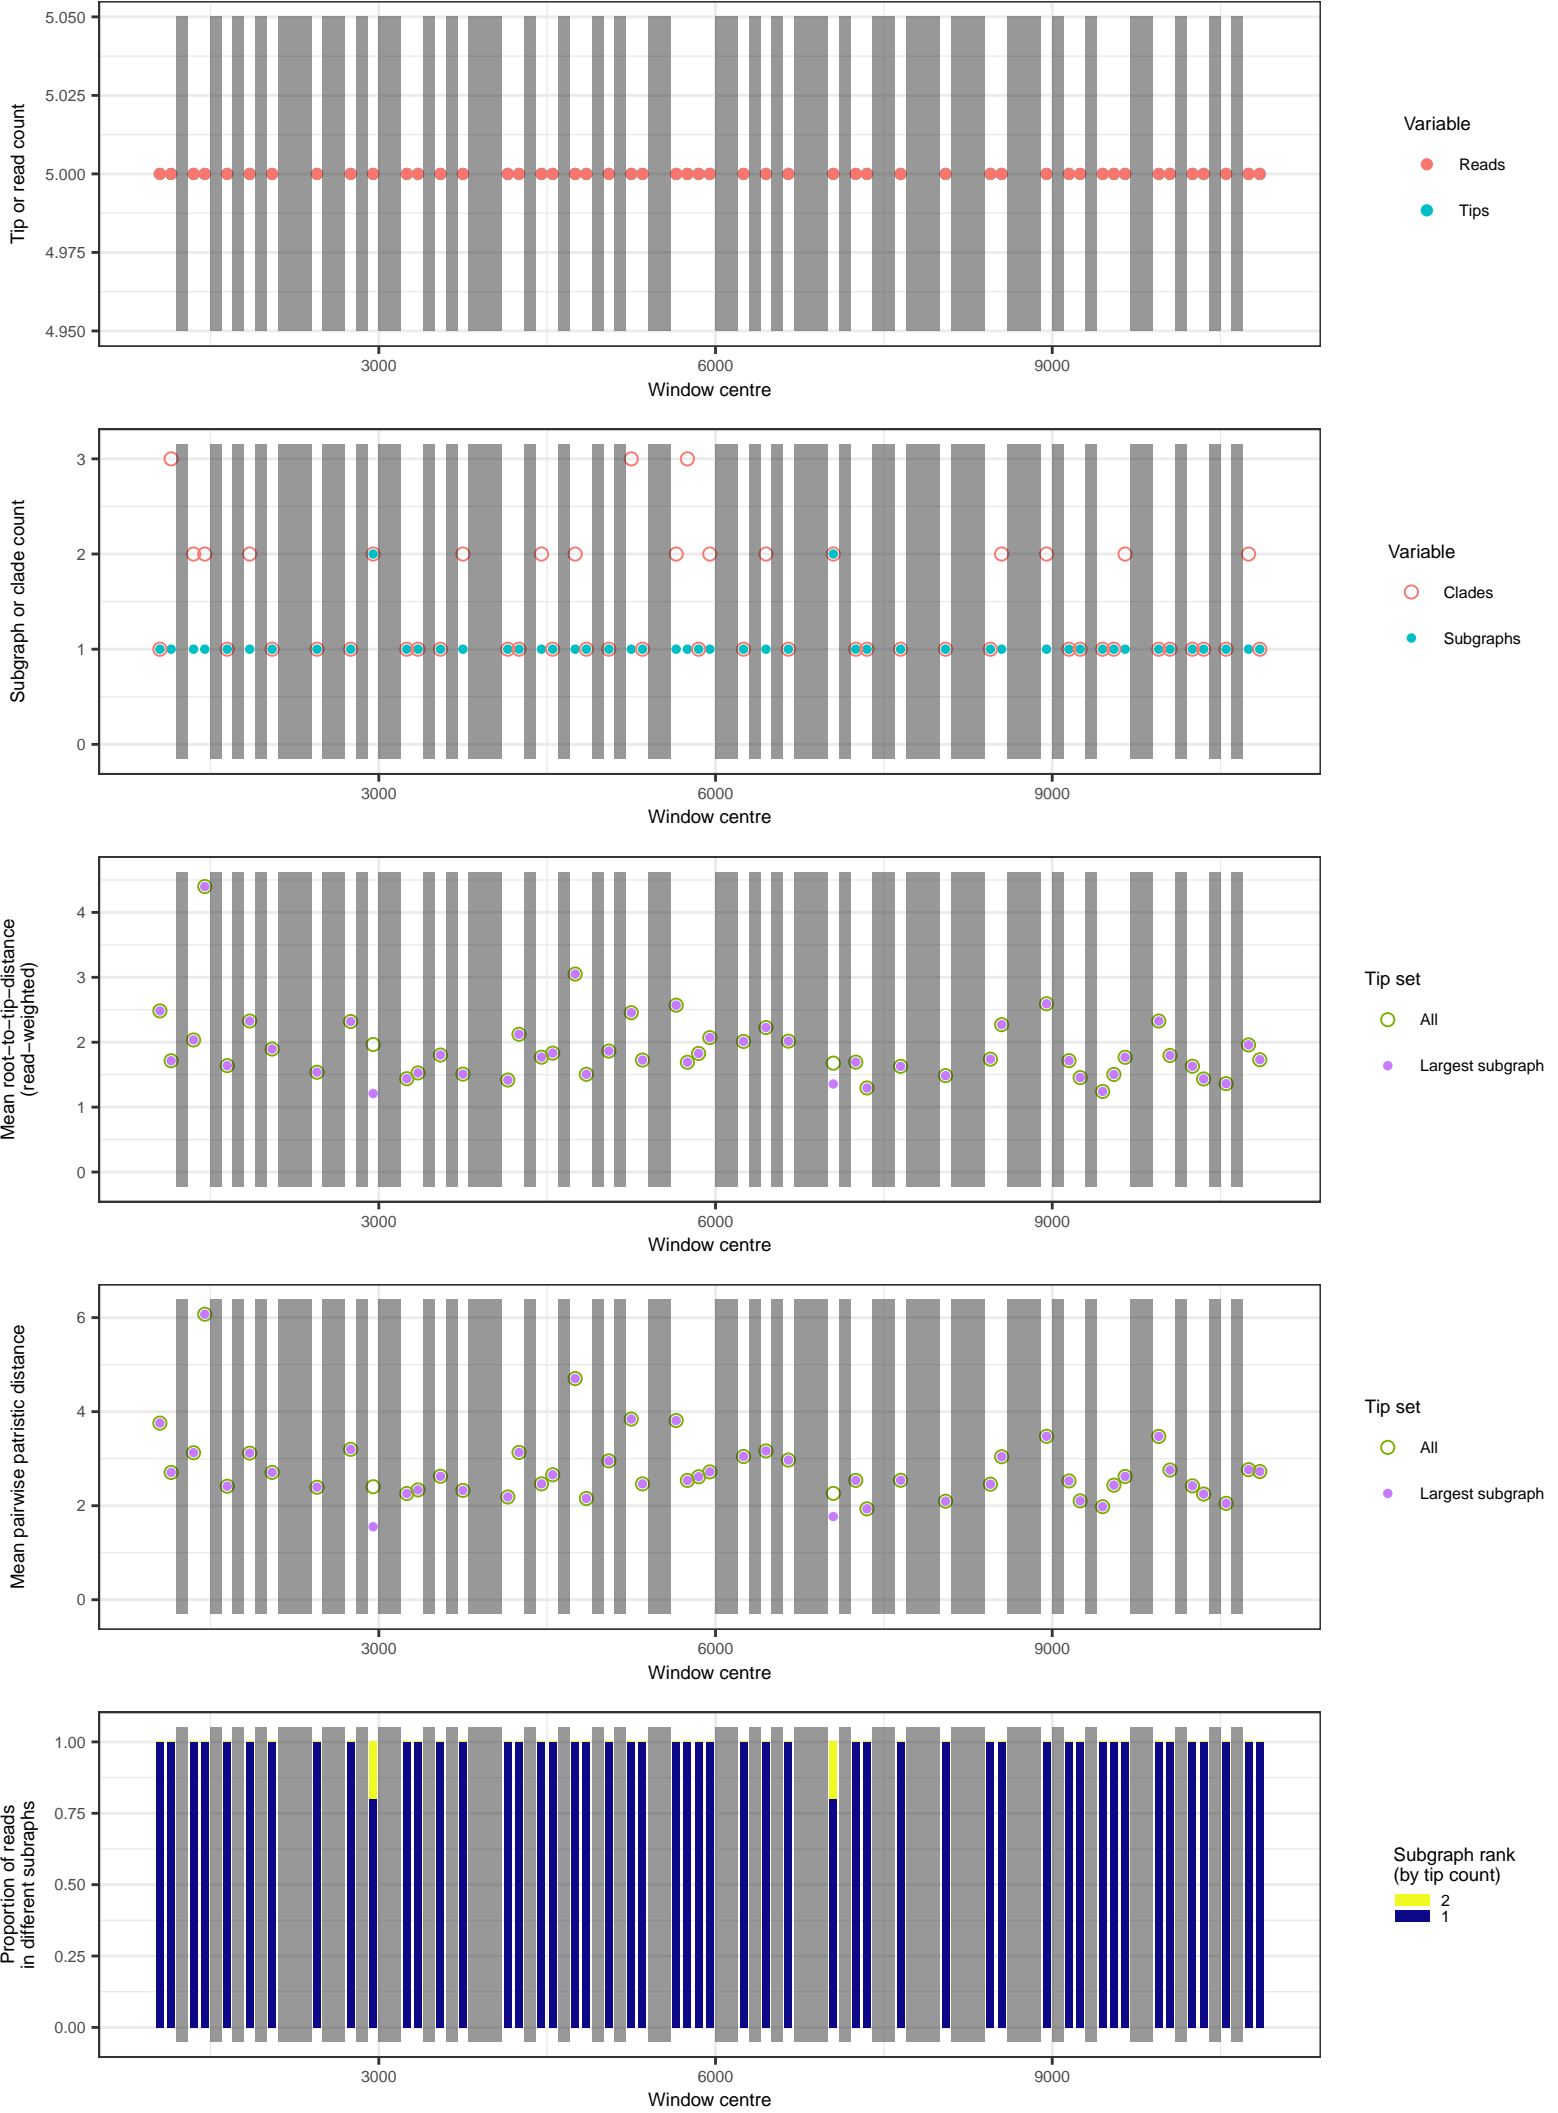 5.050
5.025
5.000
4.975
4.950
Tip or read count
3000 6000 9000
Window centre
Variable
Reads
Tips
3
2
1
0
Subgraph or clade count
3000 6000 9000
Window centre
Variable
Clades
Subgraphs
4
3
2
1
0
Mean root−to−tip−distance
(read−weighted)
3000 6000 9000
Window centre
Tip set
All
Largest subgraph
6
4
2
0
Mean pairwise patristic distance
3000 6000 9000
Window centre
Tip set
All
Largest subgraph
1.00
0.75
0.50
0.25
0.00
Proportion of reads
in different subraphs
3000 6000 9000
Window centre
Subgraph rank
(by tip count)
2
1